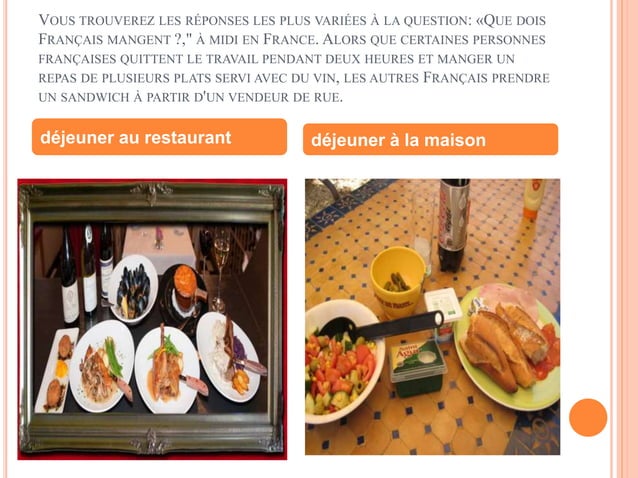 VOUS TROUVEREZ LES RÉPONSES LES PLUS VARIÉES À LA QUESTION: «QUE DOIS
FRANÇAIS MANGENT ?," À MIDI EN FRANCE. ALORS QUE CERTAINES PERSONNES
FRANÇAISES QUITTENT LE TRAVAIL PENDANT DEUX HEURES ET MANGER UN
REPAS DE PLUSIEURS PLATS SERVI AVEC DU VIN, LES AUTRES FRANÇAIS PRENDRE
UN SANDWICH À PARTIR D'UN VENDEUR DE RUE.
déjeuner au restaurant
déjeuner à la maison